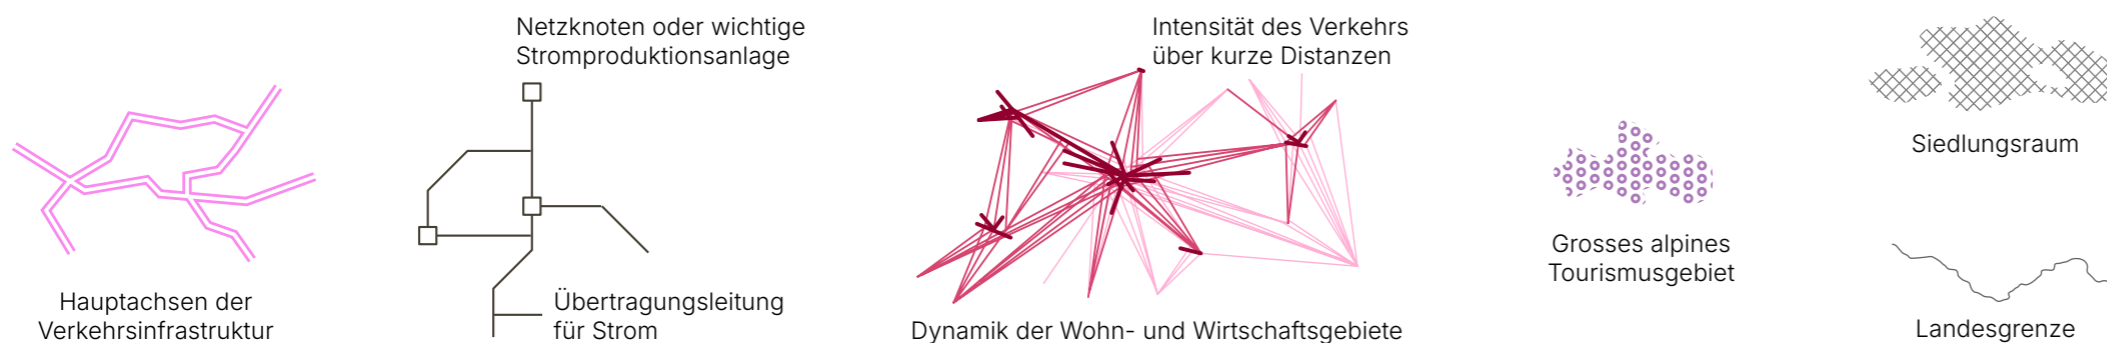 Hauptachsen der
Verkehrsinfrastruktur
Netzknoten oder wichtige
Stromproduktionsanlage
Übertragungsleitung
für Strom
Intensität des Verkehrs
über kurze Distanzen
Dynamik der Wohn- und Wirtschaftsgebiete
Grosses alpines
Tourismusgebiet
Siedlungsraum
Landesgrenze